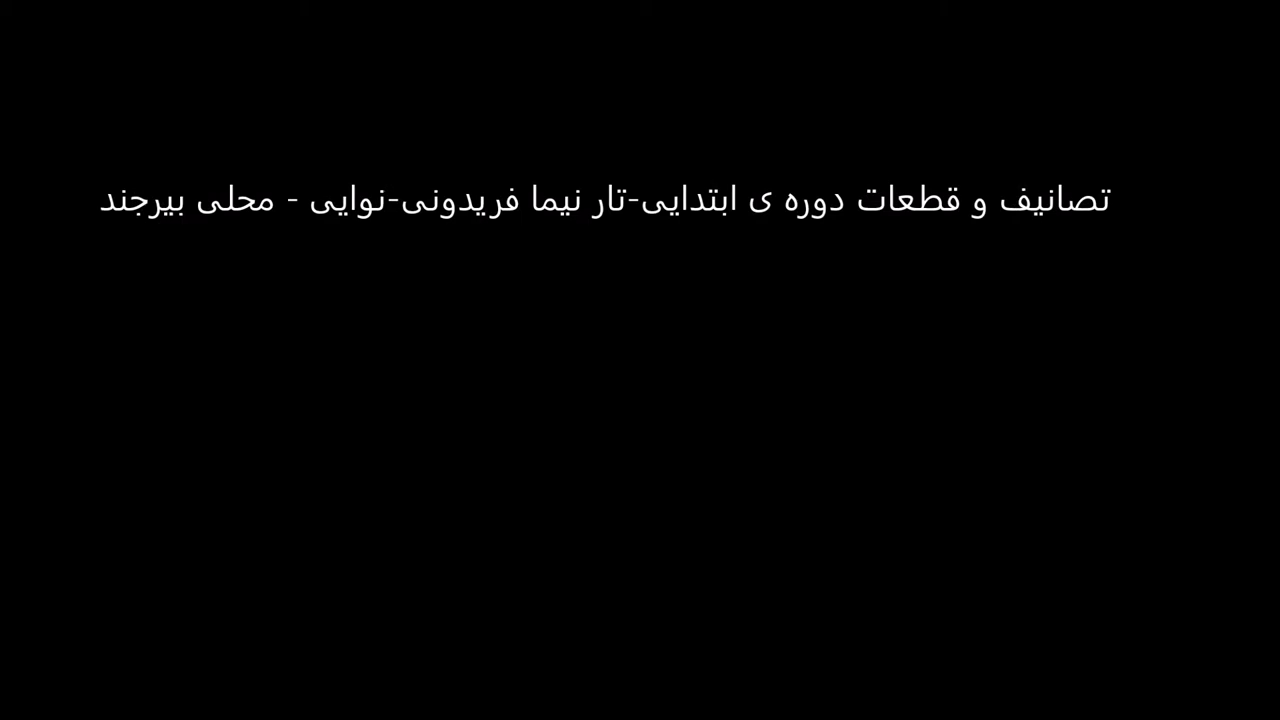 تصانیف و قطعات دوره ی ابتدایی-تار نیما فریدونی-نوایی - محلی بیرجند